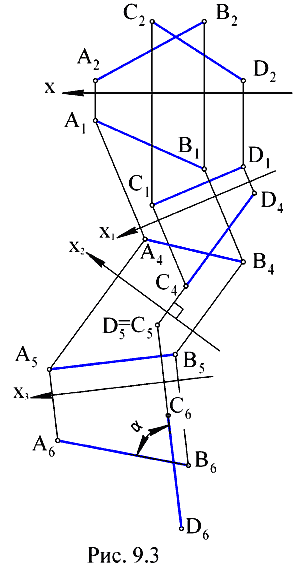 C₂ B₂
A₂ D₂
x
A₁
B₁ D₁
C₁
D₄
x₁
A₄
x₂
B₄
C₄
D₅≡C₅
A₅ B₅
x₃
C₆
α
A₆
B₆
D₆
Рис. 9.3